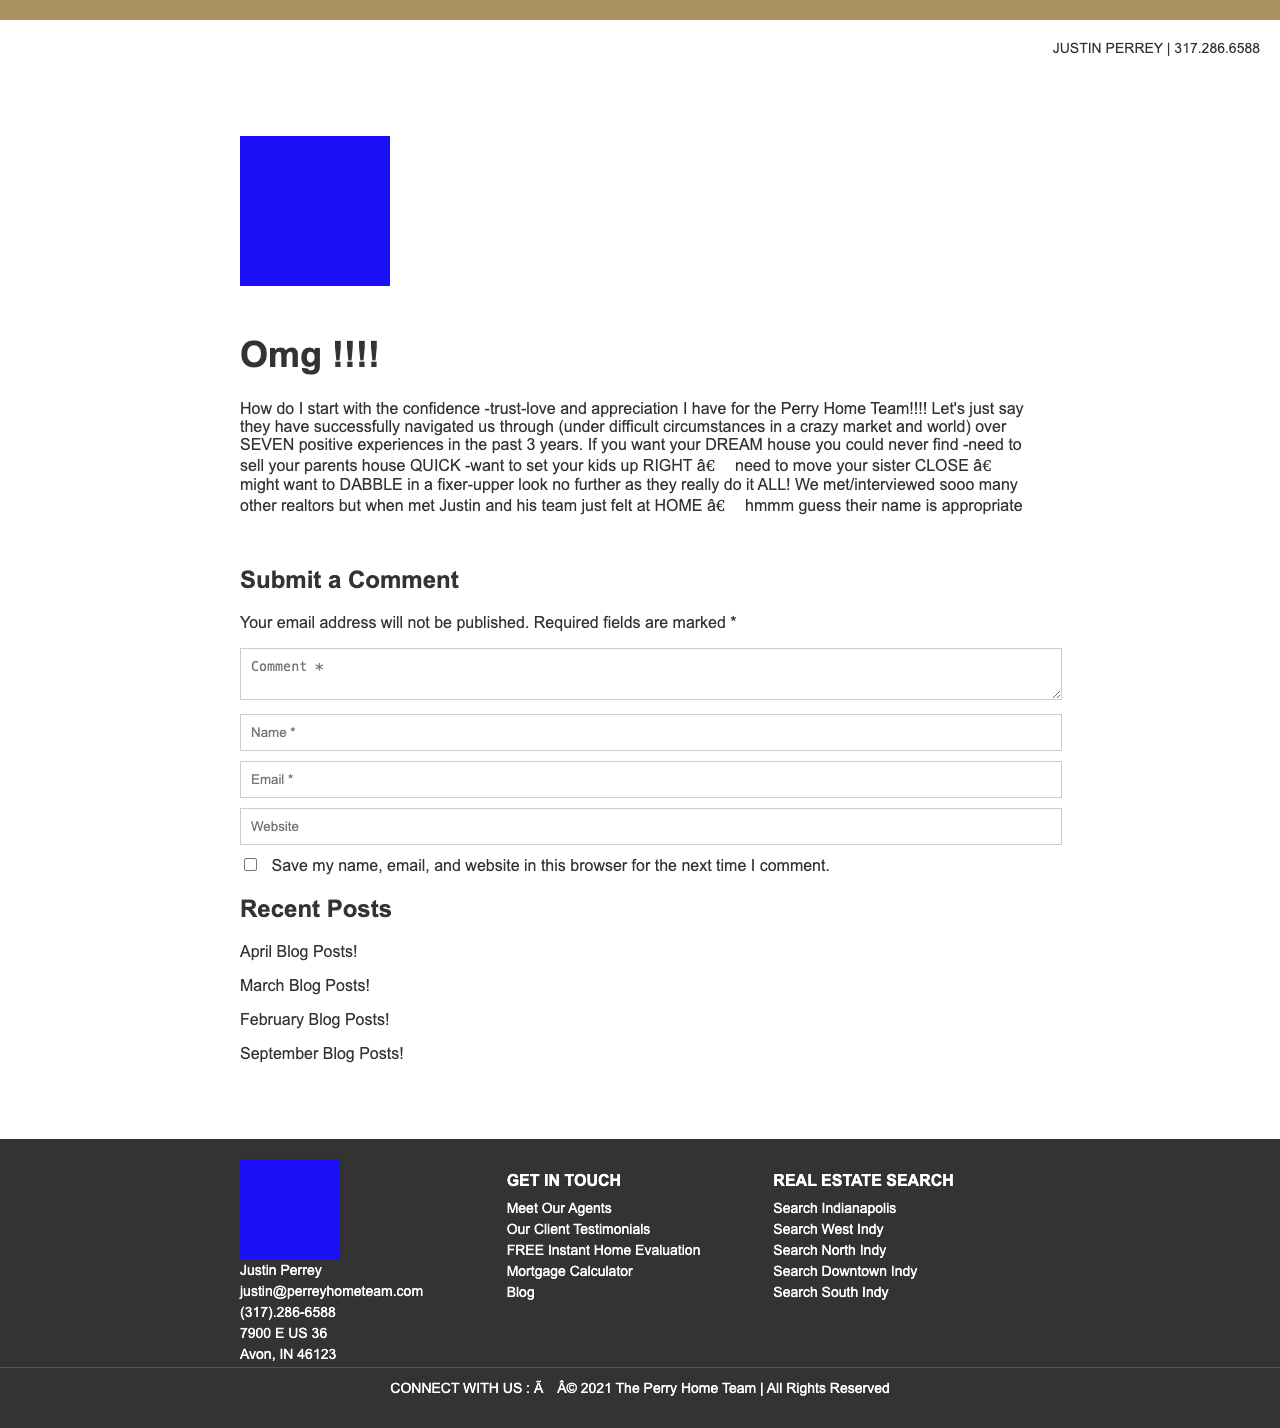 JUSTIN PERREY | 317.286.6588
Omg !!!!
How do I start with the confidence -trust-love and appreciation I have for the Perry Home Team!!!! Let's just say
they have successfully navigated us through (under difficult circumstances in a crazy market and world) over
SEVEN positive experiences in the past 3 years. If you want your DREAM house you could never find -need to
sell your parents house QUICK -want to set your kids up RIGHT â€ need to move your sister CLOSE â€
might want to DABBLE in a fixer-upper look no further as they really do it ALL! We met/interviewed sooo many
other realtors but when met Justin and his team just felt at HOME â€ hmmm guess their name is appropriate
Submit a Comment
Your email address will not be published. Required fields are marked *
Comment *
Name *
Email *
Website
Save my name, email, and website in this browser for the next time I comment.
Recent Posts
April Blog Posts!
March Blog Posts!
February Blog Posts!
September Blog Posts!
Justin Perrey
justin@perreyhometeam.com
(317).286-6588
7900 E US 36
Avon, IN 46123
GET IN TOUCH
Meet Our Agents
Our Client Testimonials
FREE Instant Home Evaluation
Mortgage Calculator
Blog
REAL ESTATE SEARCH
Search Indianapolis
Search West Indy
Search North Indy
Search Downtown Indy
Search South Indy
CONNECT WITH US : Ã Â© 2021 The Perry Home Team | All Rights Reserved